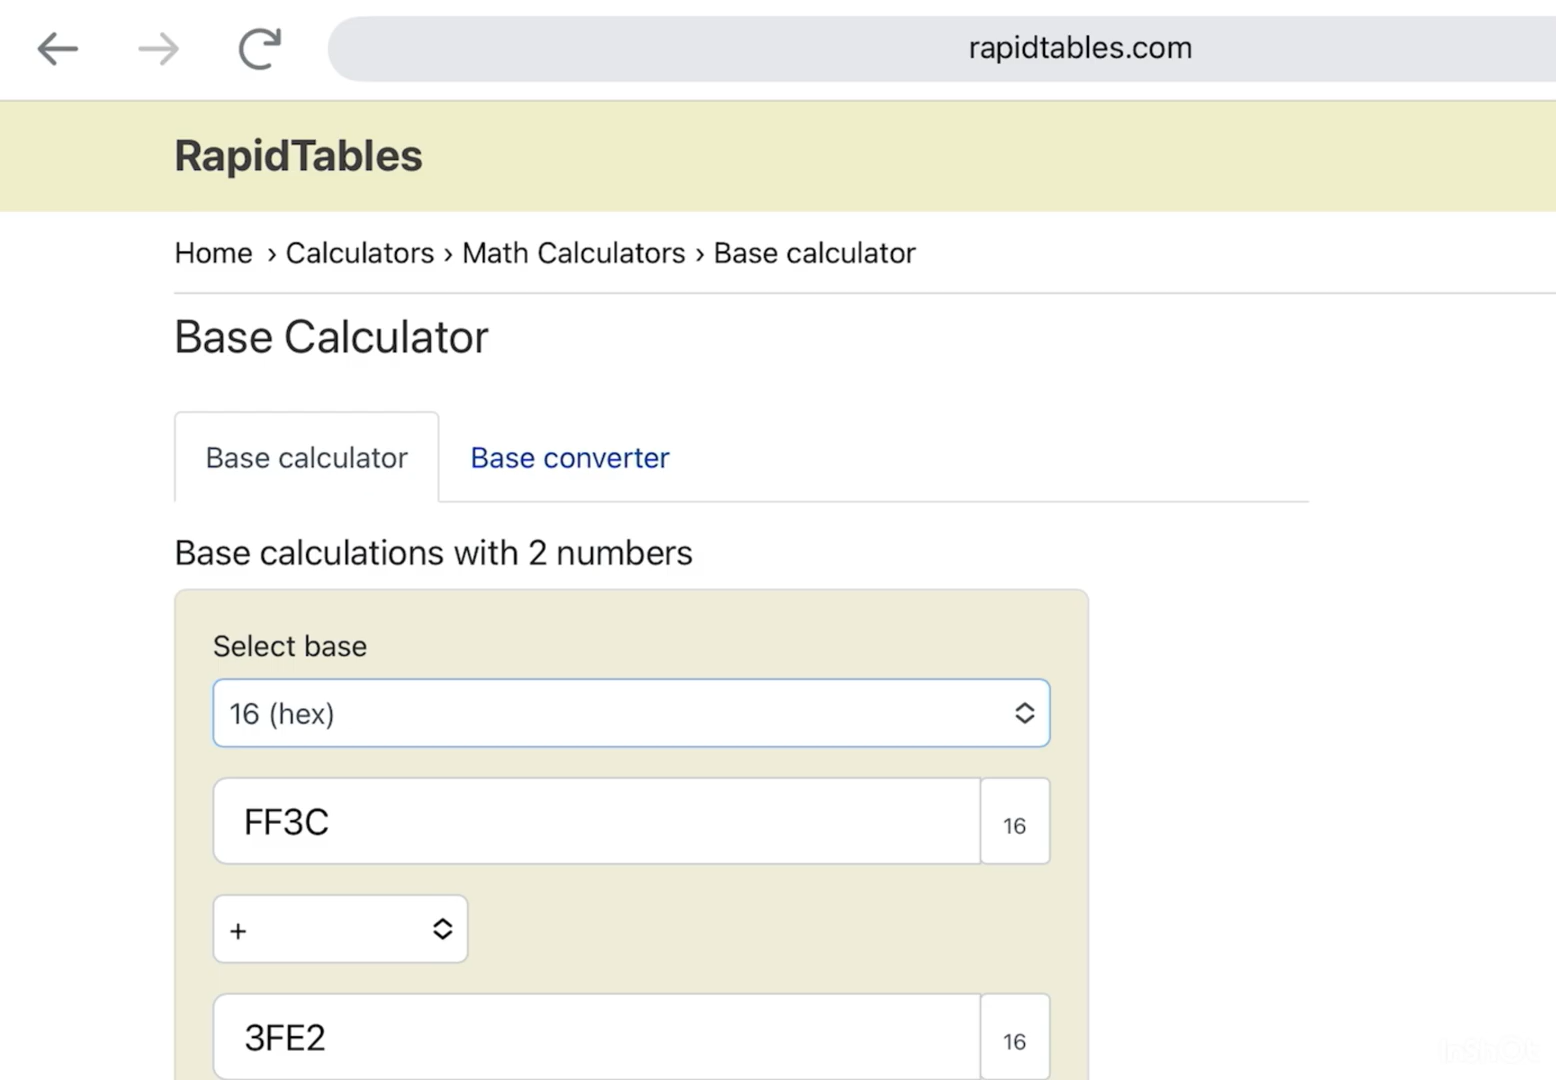 rapidtables.com
RapidTables
Home › Calculators › Math Calculators › Base calculator
Base Calculator
Base calculator
Base converter
Base calculations with 2 numbers
Select base
16 (hex)
FF3C
16
+
3FE2
16
InShOt